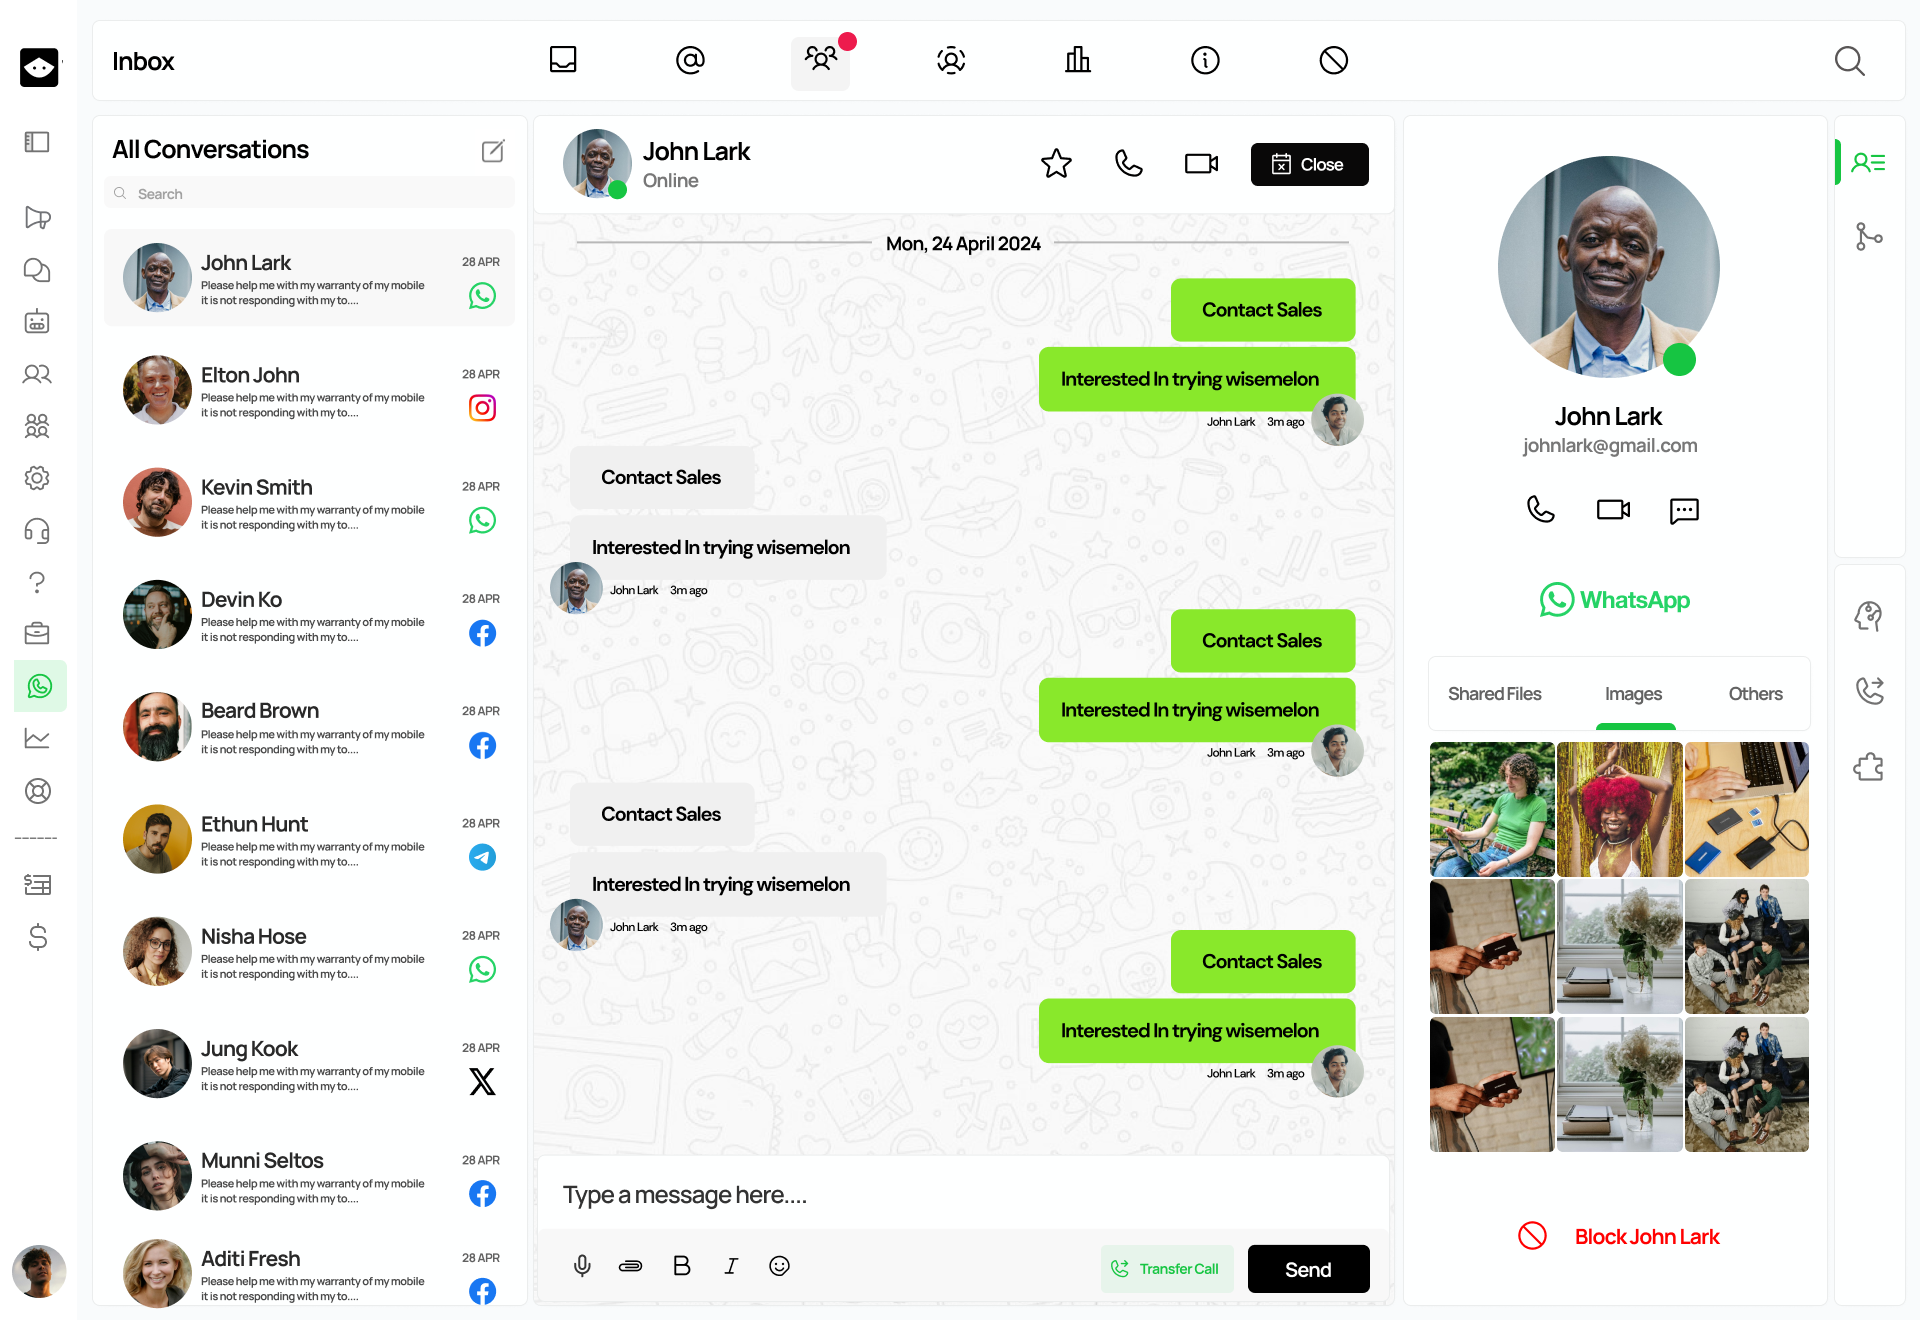 Inbox
All Conversations
Search
John Lark
28 APR
Please help me with my warranty of my mobile
it is not responding with my to....
Elton John
28 APR
Please help me with my warranty of my mobile
it is not responding with my to....
Kevin Smith
28 APR
Please help me with my warranty of my mobile
it is not responding with my to....
Devin Ko
28 APR
Please help me with my warranty of my mobile
it is not responding with my to....
Beard Brown
28 APR
Please help me with my warranty of my mobile
it is not responding with my to....
Ethun Hunt
28 APR
Please help me with my warranty of my mobile
it is not responding with my to....
Nisha Hose
28 APR
Please help me with my warranty of my mobile
it is not responding with my to....
Jung Kook
28 APR
Please help me with my warranty of my mobile
it is not responding with my to....
Munni Seltos
28 APR
Please help me with my warranty of my mobile
it is not responding with my to....
Aditi Fresh
28 APR
Please help me with my warranty of my mobile
it is not responding with my to....
John Lark
Online
Close
Mon, 24 April 2024
Contact Sales
Interested In trying wisemelon
John Lark 3m ago
Contact Sales
Interested In trying wisemelon
John Lark 3m ago
Contact Sales
Interested In trying wisemelon
John Lark 3m ago
Contact Sales
Interested In trying wisemelon
John Lark 3m ago
Contact Sales
Interested In trying wisemelon
John Lark 3m ago
Type a message here....
B I
Transfer Call
Send
John Lark
johnlark@gmail.com
WhatsApp
Shared Files
Images
Others
Block John Lark